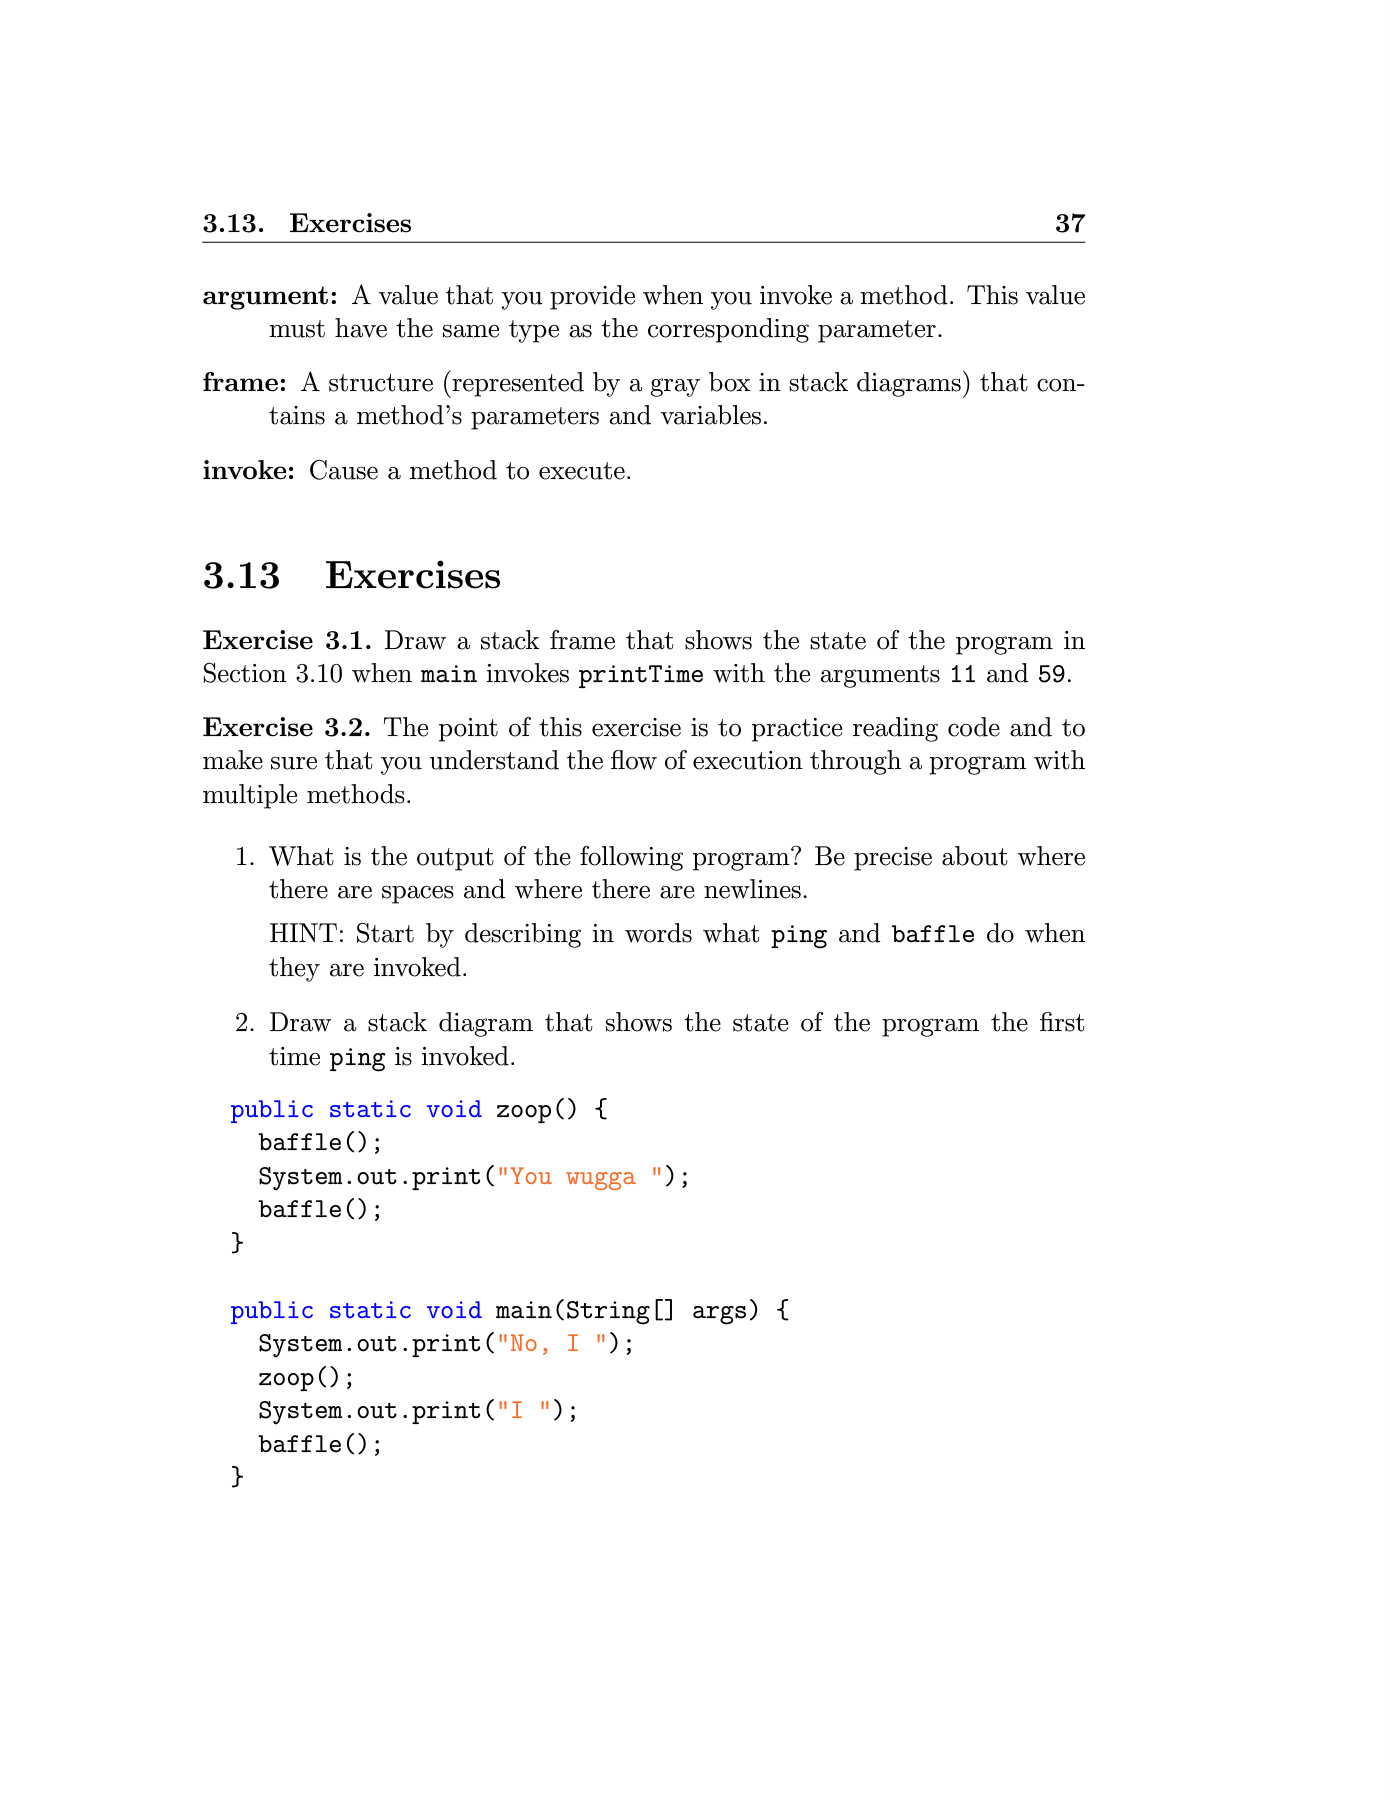 3.13. Exercises 37
argument: A value that you provide when you invoke a method. This value
must have the same type as the corresponding parameter.
frame: A structure (represented by a gray box in stack diagrams) that con-
tains a method's parameters and variables.
invoke: Cause a method to execute.
3.13 Exercises
Exercise 3.1. Draw a stack frame that shows the state of the program in
Section 3.10 when main invokes printTime with the arguments 11 and 59.
Exercise 3.2. The point of this exercise is to practice reading code and to
make sure that you understand the flow of execution through a program with
multiple methods.
1. What is the output of the following program? Be precise about where
there are spaces and where there are newlines.
HINT: Start by describing in words what ping and baffle do when
they are invoked.
2. Draw a stack diagram that shows the state of the program the first
time ping is invoked.
public static void zoop() {
  baffle();
  System.out.print("You wugga ");
  baffle();
}
public static void main(String[] args) {
  System.out.print("No, I ");
  zoop();
  System.out.print("I ");
  baffle();
}